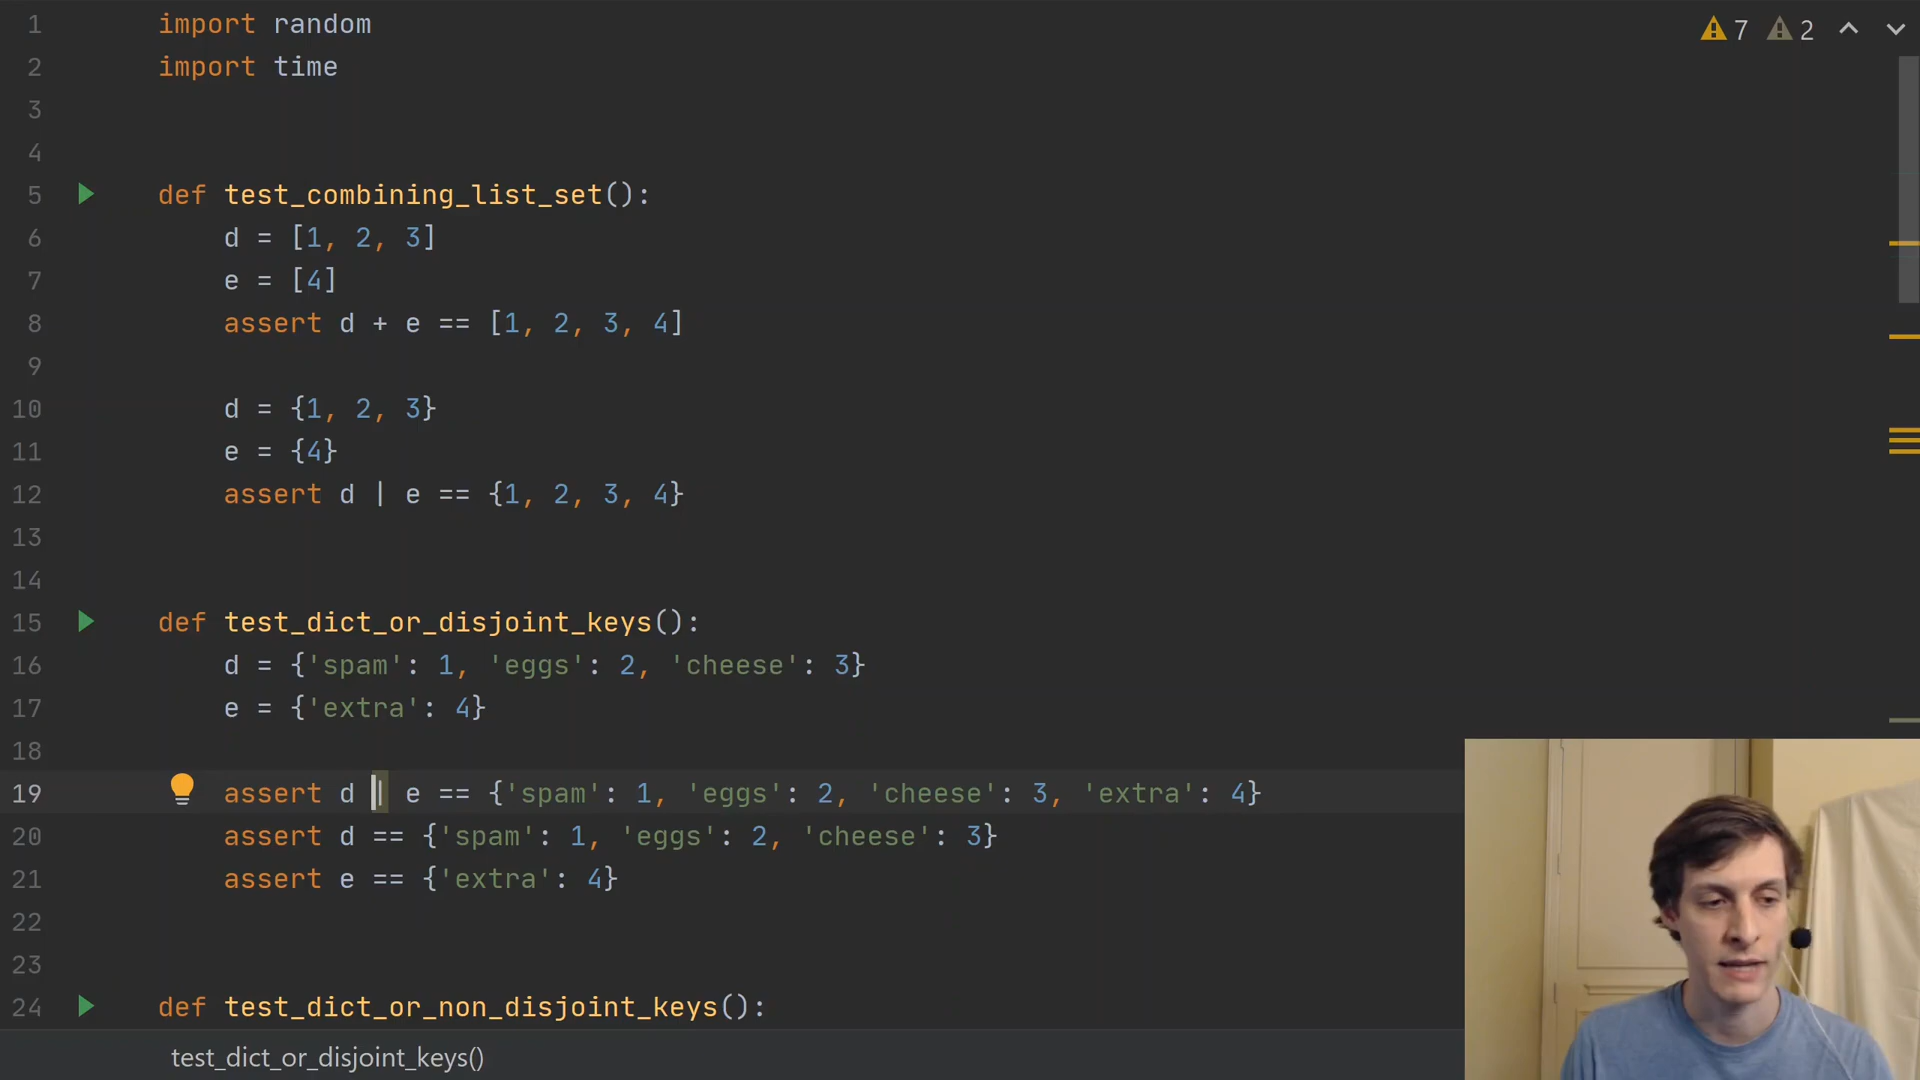 1 import random
2 import time
3
4
5 def test_combining_list_set():
6 d = [1, 2, 3]
7 e = [4]
8 assert d + e == [1, 2, 3, 4]
9
10 d = {1, 2, 3}
11 e = {4}
12 assert d | e == {1, 2, 3, 4}
13
14
15 def test_dict_or_disjoint_keys():
16 d = {'spam': 1, 'eggs': 2, 'cheese': 3}
17 e = {'extra': 4}
18
19 assert d | e == {'spam': 1, 'eggs': 2, 'cheese': 3, 'extra': 4}
20 assert d == {'spam': 1, 'eggs': 2, 'cheese': 3}
21 assert e == {'extra': 4}
22
23
24 def test_dict_or_non_disjoint_keys():
test_dict_or_disjoint_keys()
7 2